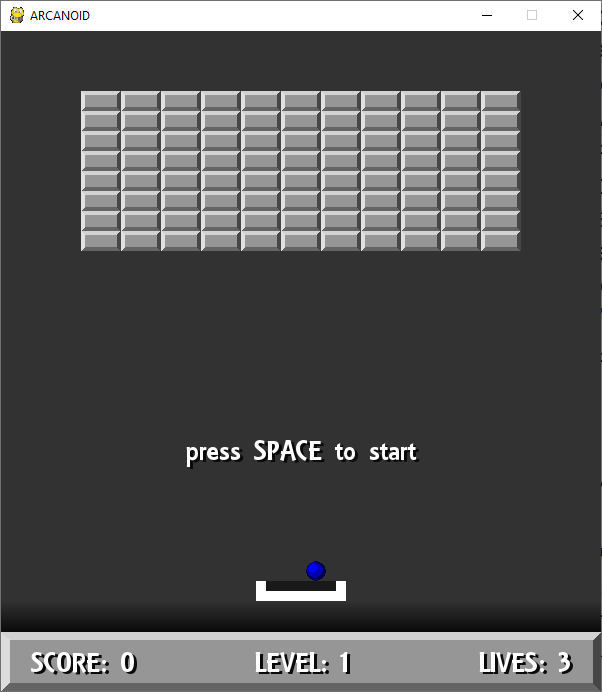 ARCANOID
press SPACE to start
SCORE: 0 LEVEL: 1 LIVES: 3